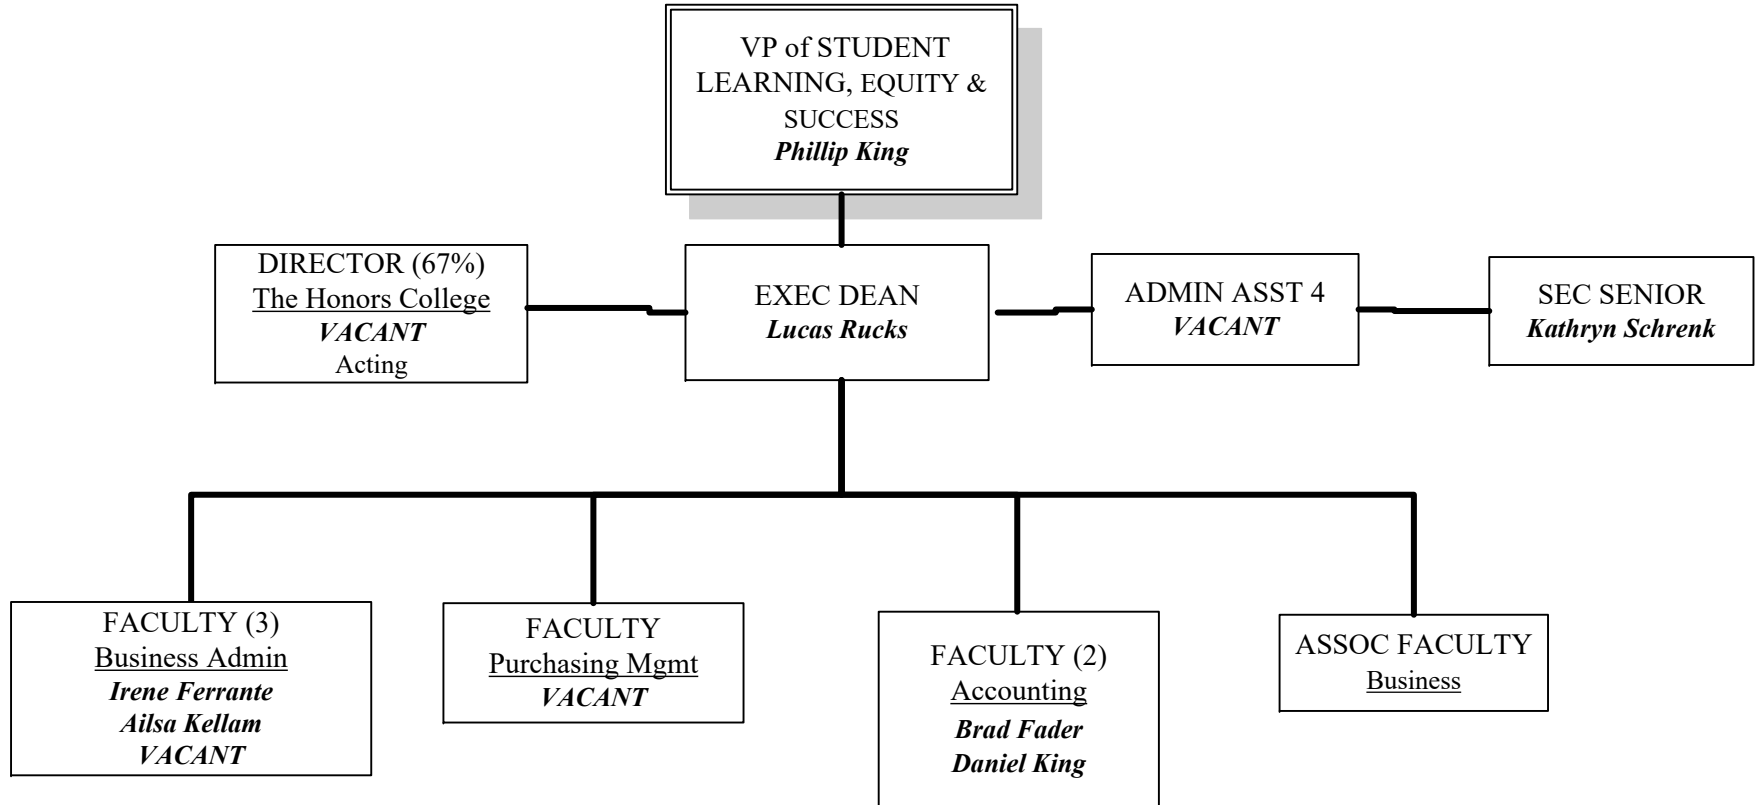 VP of STUDENT
LEARNING, EQUITY &
SUCCESS
Phillip King
DIRECTOR (67%)
The Honors College
VACANT
Acting
EXEC DEAN
Lucas Rucks
ADMIN ASST 4
VACANT
SEC SENIOR
Kathryn Schrenk
FACULTY (3)
Business Admin
Irene Ferrante
Ailsa Kellam
VACANT
FACULTY
Purchasing Mgmt
VACANT
FACULTY (2)
Accounting
Brad Fader
Daniel King
ASSOC FACULTY
Business